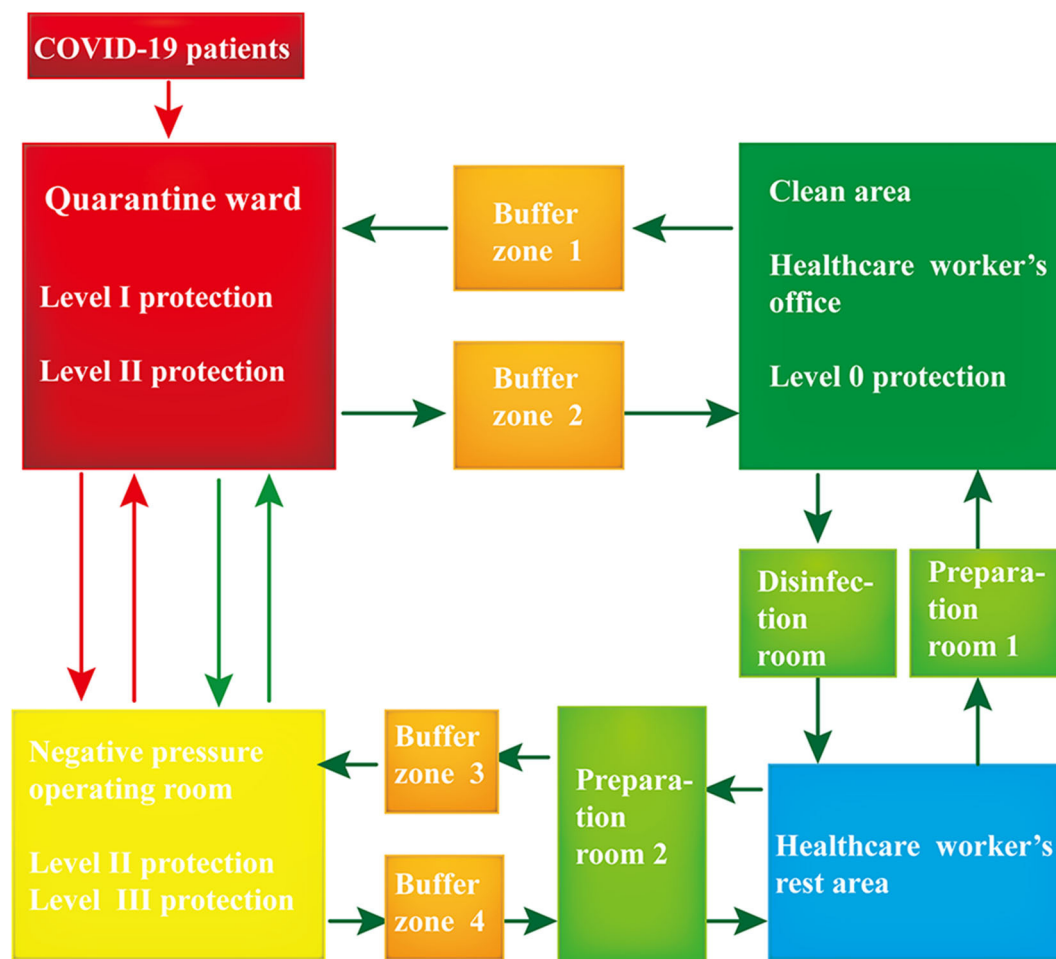 COVID-19 patients
Quarantine ward
Level I protection
Level II protection
Buffer
zone 1
Buffer
zone 2
Clean area
Healthcare worker's
office
Level 0 protection
Disinfec-
tion
room
Prepara-
tion
room 1
Negative pressure
operating room
Level II protection
Level III protection
Buffer
zone 3
Buffer
zone 4
Prepara-
tion
room 2
Healthcare worker's
rest area